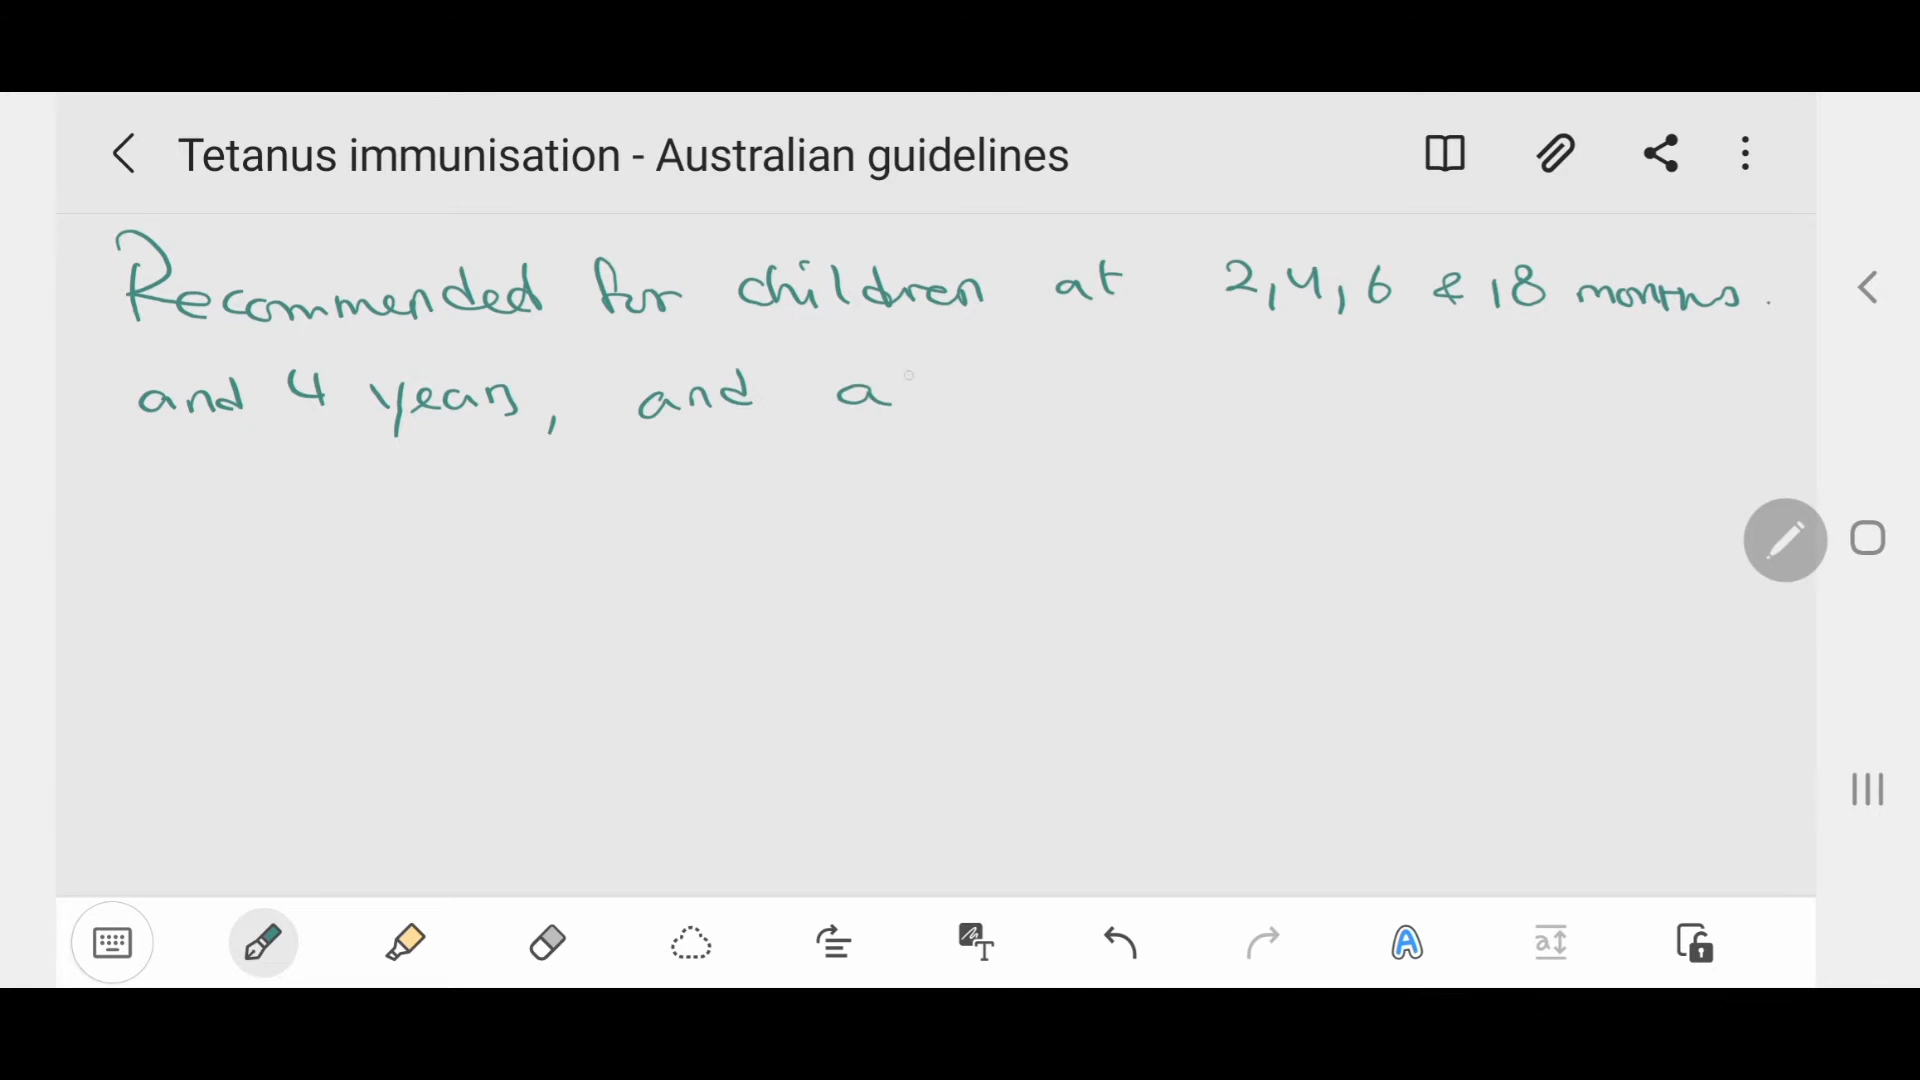 Tetanus immunisation - Australian guidelines
Recommended for children at 2,4,6 & 18 months.
and 4 years, and a